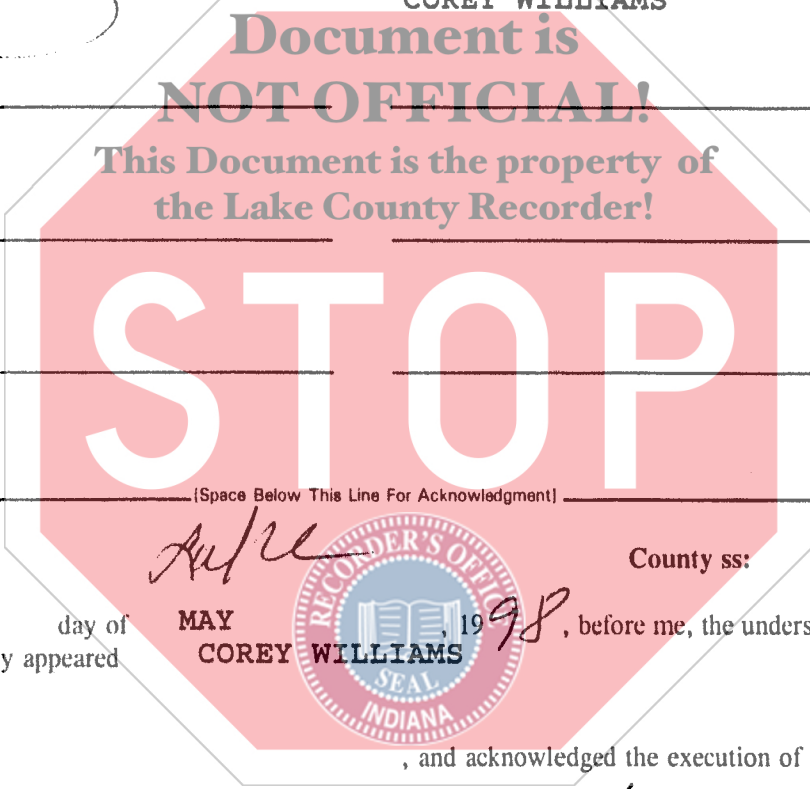 COREY WILLIAMS
Document is
NOT OFFICIAL!
This Document is the property of
the Lake County Recorder!
STOP
[Space Below This Line For Acknowledgment]
County ss:
day of MAY , 1998, before me, the unders
y appeared COREY WILLIAMS
RECORDER'S OFFIC
SEAL
INDIANA
, and acknowledged the execution of